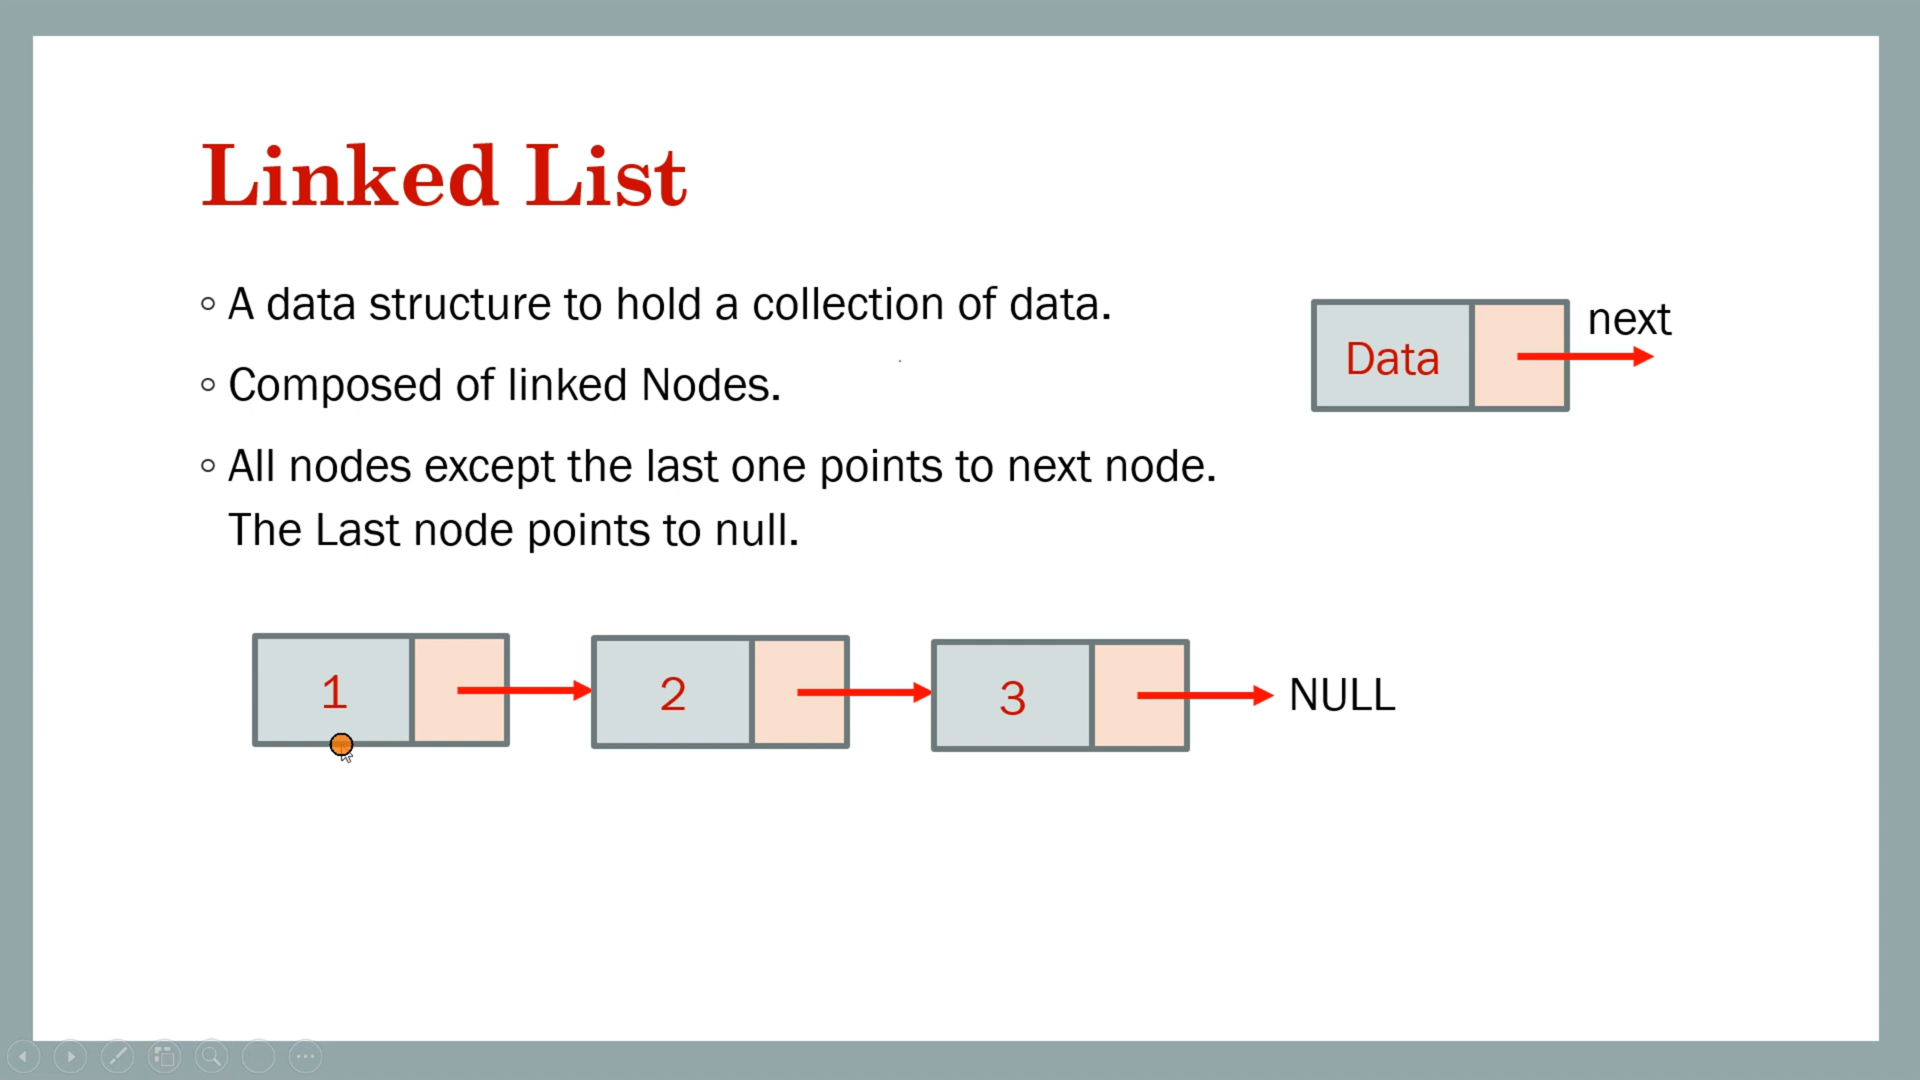 Linked List
◦ A data structure to hold a collection of data.
◦ Composed of linked Nodes.
◦ All nodes except the last one points to next node.
The Last node points to null.
Data
next
1
2
3
NULL